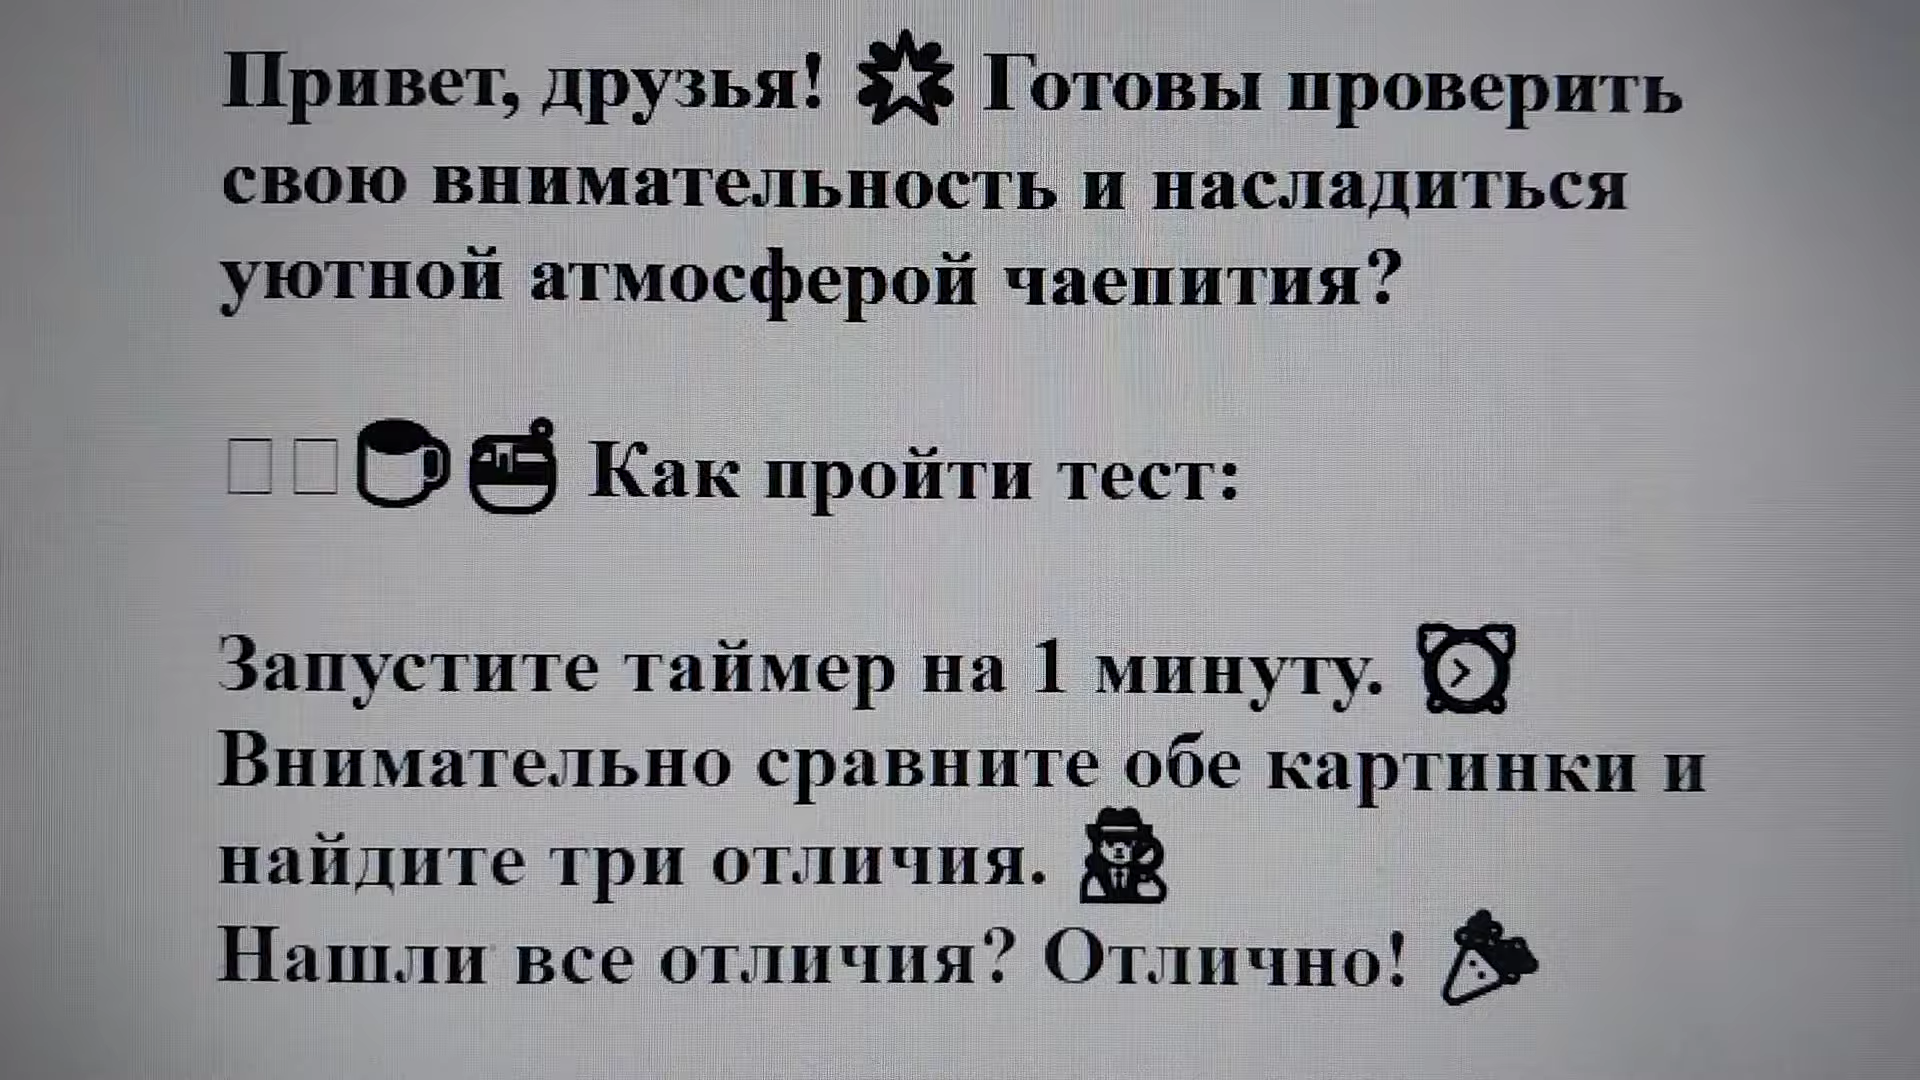 Привет, друзья! 🌟 Готовы проверить
свою внимательность и насладиться
уютной атмосферой чаепития?
□□☕🍯 Как пройти тест:
Запустите таймер на 1 минуту. ⏰
Внимательно сравните обе картинки и
найдите три отличия. 🕵
Нашли все отличия? Отлично! 🎉